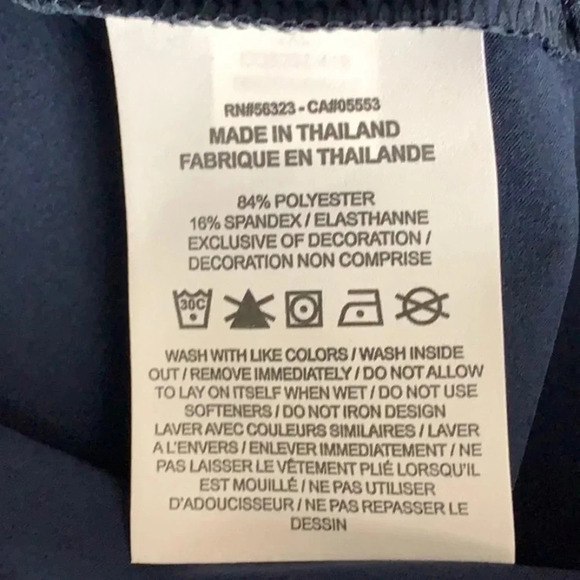 RN#56323 - CA#05553
MADE IN THAILAND
FABRIQUE EN THAILANDE
84% POLYESTER
16% SPANDEX / ELASTHANNE
EXCLUSIVE OF DECORATION /
DECORATION NON COMPRISE
30C
WASH WITH LIKE COLORS / WASH INSIDE
OUT / REMOVE IMMEDIATELY / DO NOT ALLOW
TO LAY ON ITSELF WHEN WET / DO NOT USE
SOFTENERS / DO NOT IRON DESIGN
LAVER AVEC COULEURS SIMILAIRES / LAVER
A L'ENVERS / ENLEVER IMMEDIATEMENT / NE
PAS LAISSER LE VÊTEMENT PLIÉ LORSQU'IL
EST MOUILLÉ / NE PAS UTILISER
D'ADOUCISSEUR / NE PAS REPASSER LE
DESSIN